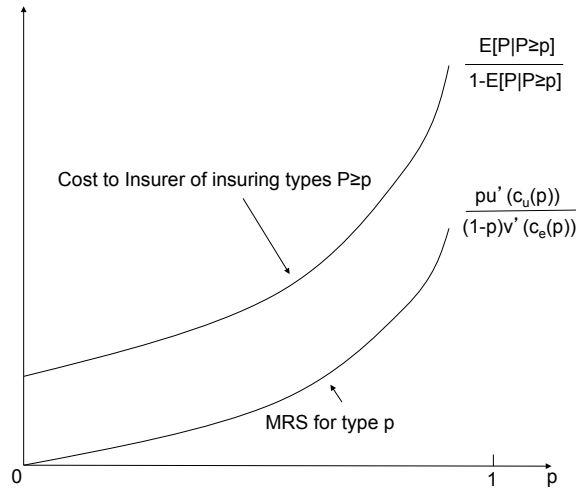 E[P|P≥p]
1-E[P|P≥p]
Cost to Insurer of insuring types P≥p
pu'(cᵤ(p))
(1-p)v'(cₑ(p))
MRS for type p
0
1
p